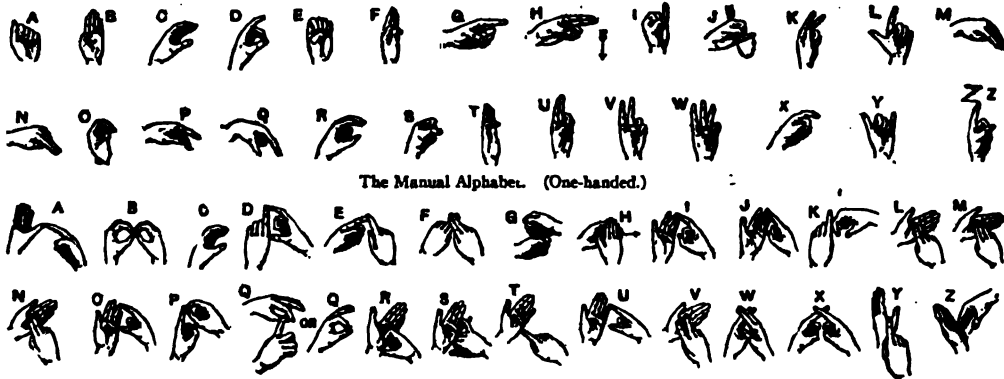 A B C D E F G H I J K L M
N O P Q R S T U V W X Y Z
The Manual Alphabet. (One-handed.)
A B C D E F G H I J K L M
N O P Q OR Q R S T U V W X Y Z